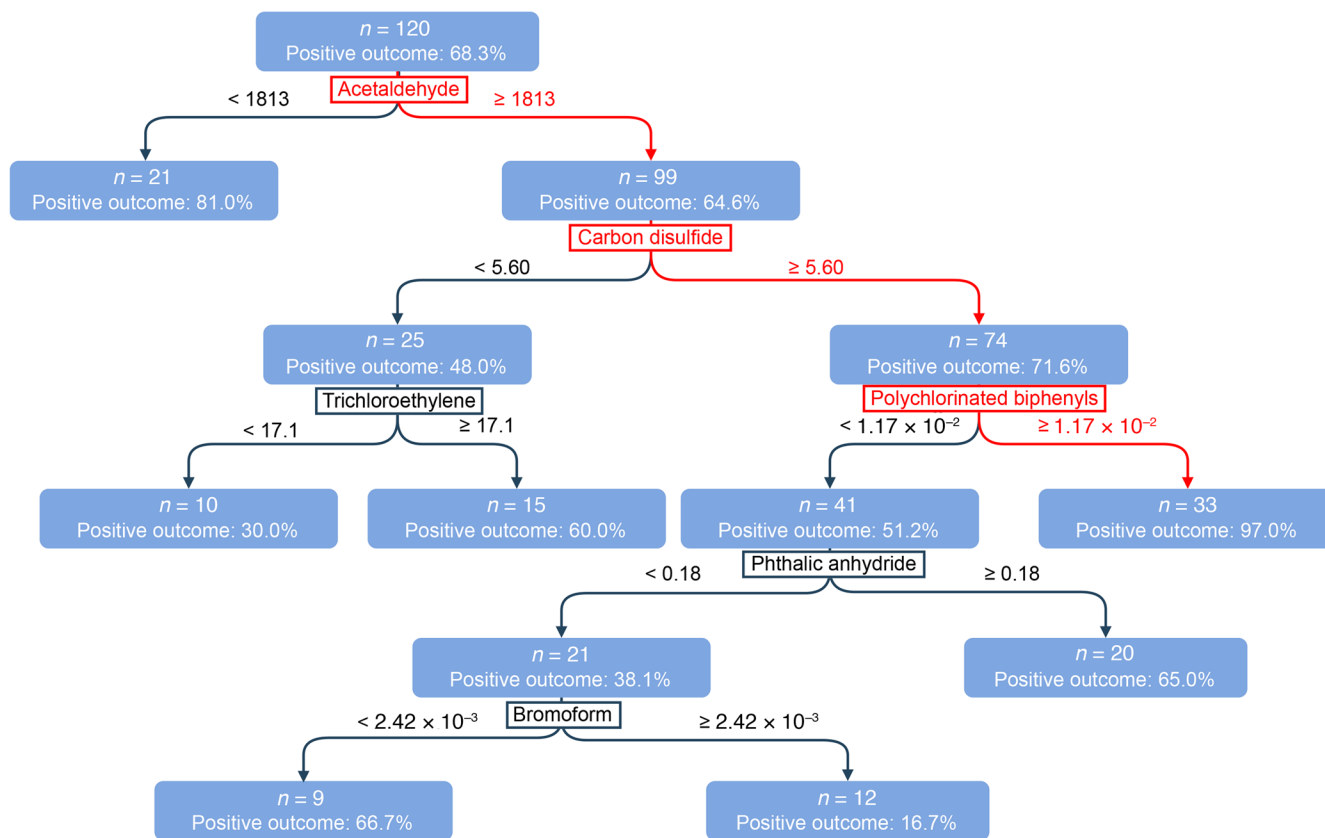 n = 120
Positive outcome: 68.3%
Acetaldehyde
< 1813
≥ 1813
n = 21
Positive outcome: 81.0%
n = 99
Positive outcome: 64.6%
Carbon disulfide
< 5.60
≥ 5.60
n = 25
Positive outcome: 48.0%
n = 74
Positive outcome: 71.6%
Trichloroethylene
Polychlorinated biphenyls
< 17.1
≥ 17.1
< 1.17 × 10⁻²
≥ 1.17 × 10⁻²
n = 10
Positive outcome: 30.0%
n = 15
Positive outcome: 60.0%
n = 41
Positive outcome: 51.2%
n = 33
Positive outcome: 97.0%
Phthalic anhydride
< 0.18
≥ 0.18
n = 21
Positive outcome: 38.1%
n = 20
Positive outcome: 65.0%
Bromoform
< 2.42 × 10⁻³
≥ 2.42 × 10⁻³
n = 9
Positive outcome: 66.7%
n = 12
Positive outcome: 16.7%